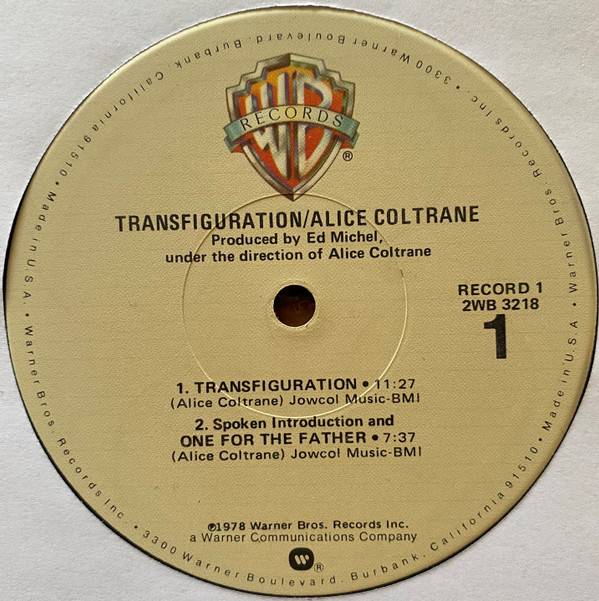 3300 Warner Boulevard. Burbank. California 91510 • Made in U.S.A. • Warner Bros. Records Inc. • 3300 Warner Boulevard. Burbank. California 91510 • Made in U.S.A. • Warner Bros. Records Inc. •
WB
RECORDS
®
TRANSFIGURATION/ALICE COLTRANE
Produced by Ed Michel,
under the direction of Alice Coltrane
RECORD 1
2WB 3218
1
1. TRANSFIGURATION • 11:27
(Alice Coltrane) Jowcol Music-BMI
2. Spoken Introduction and
ONE FOR THE FATHER • 7:37
(Alice Coltrane) Jowcol Music-BMI
℗1978 Warner Bros. Records Inc.
a Warner Communications Company
W ®